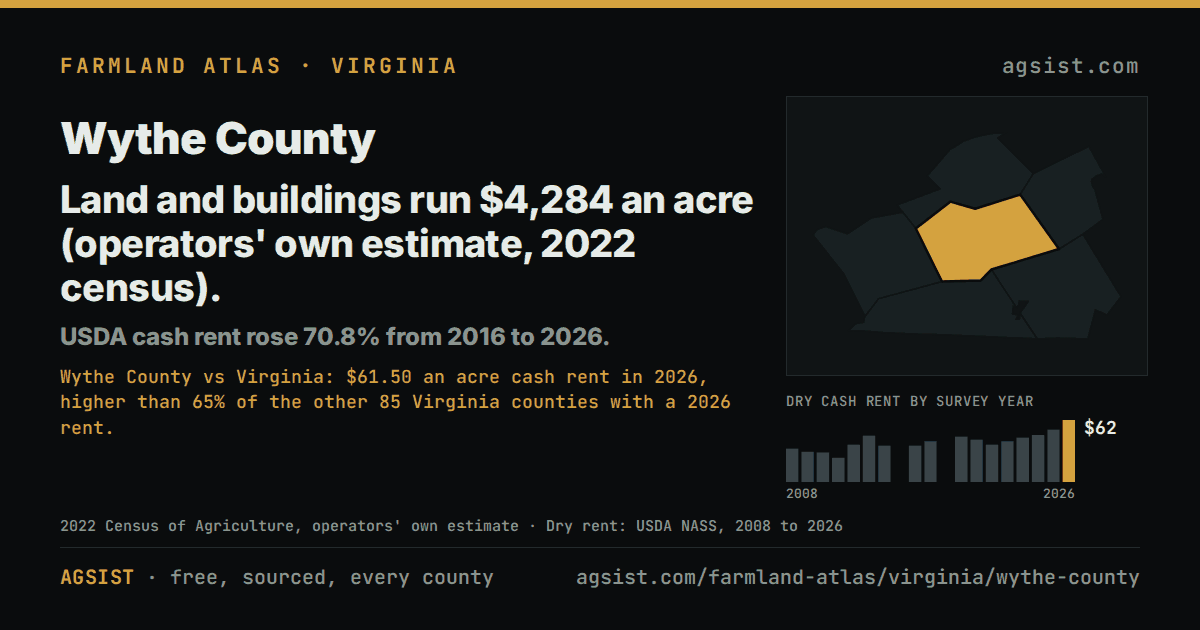 FARMLAND ATLAS · VIRGINIA
agsist.com
Wythe County
Land and buildings run $4,284 an acre
(operators' own estimate, 2022
census).
USDA cash rent rose 70.8% from 2016 to 2026.
Wythe County vs Virginia: $61.50 an acre cash rent in 2026,
higher than 65% of the other 85 Virginia counties with a 2026
rent.
DRY CASH RENT BY SURVEY YEAR
$62
2008
2026
2022 Census of Agriculture, operators' own estimate · Dry rent: USDA NASS, 2008 to 2026
AGSIST · free, sourced, every county
agsist.com/farmland-atlas/virginia/wythe-county